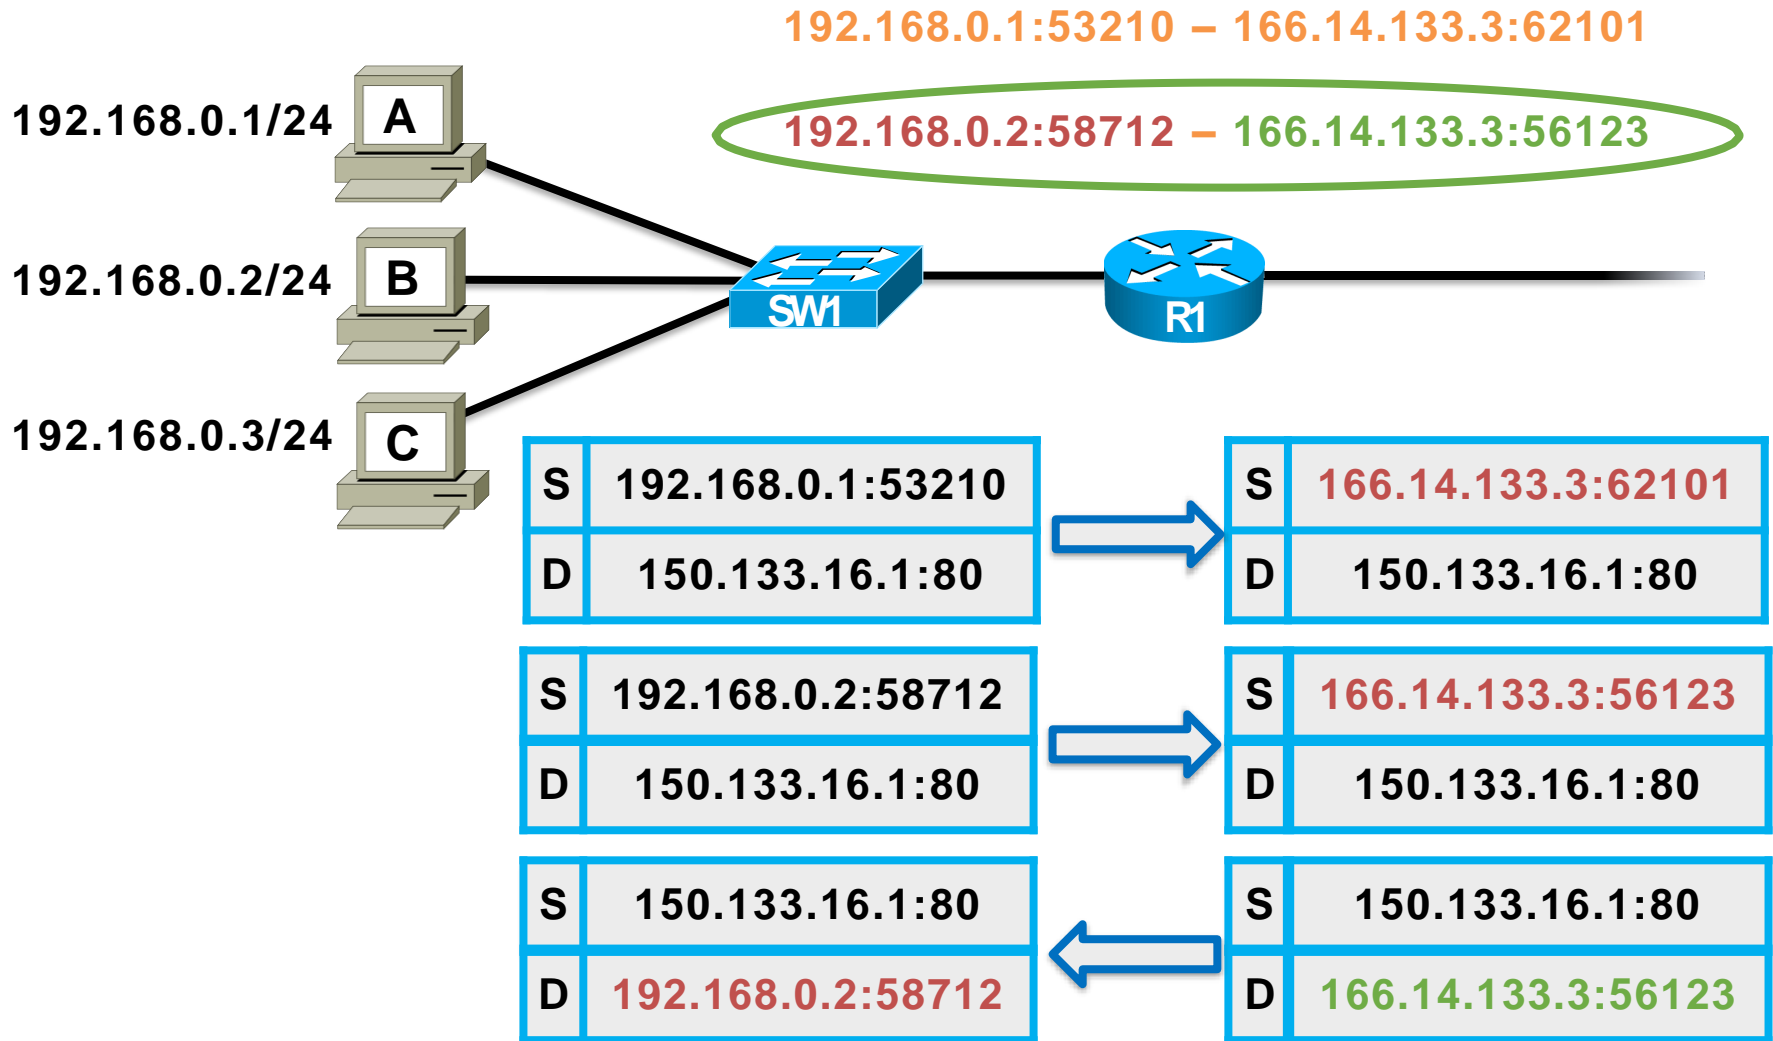 192.168.0.1:53210 – 166.14.133.3:62101
192.168.0.1/24
A
192.168.0.2:58712 – 166.14.133.3:56123
192.168.0.2/24
B
SW1
R1
192.168.0.3/24
C
S 192.168.0.1:53210
D 150.133.16.1:80
S 166.14.133.3:62101
D 150.133.16.1:80
S 192.168.0.2:58712
D 150.133.16.1:80
S 166.14.133.3:56123
D 150.133.16.1:80
S 150.133.16.1:80
D 192.168.0.2:58712
S 150.133.16.1:80
D 166.14.133.3:56123